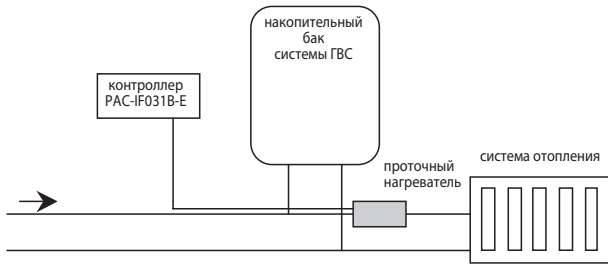 накопительный
бак
системы ГВС
контроллер
PAC-IF031B-E
проточный
нагреватель
система отопления